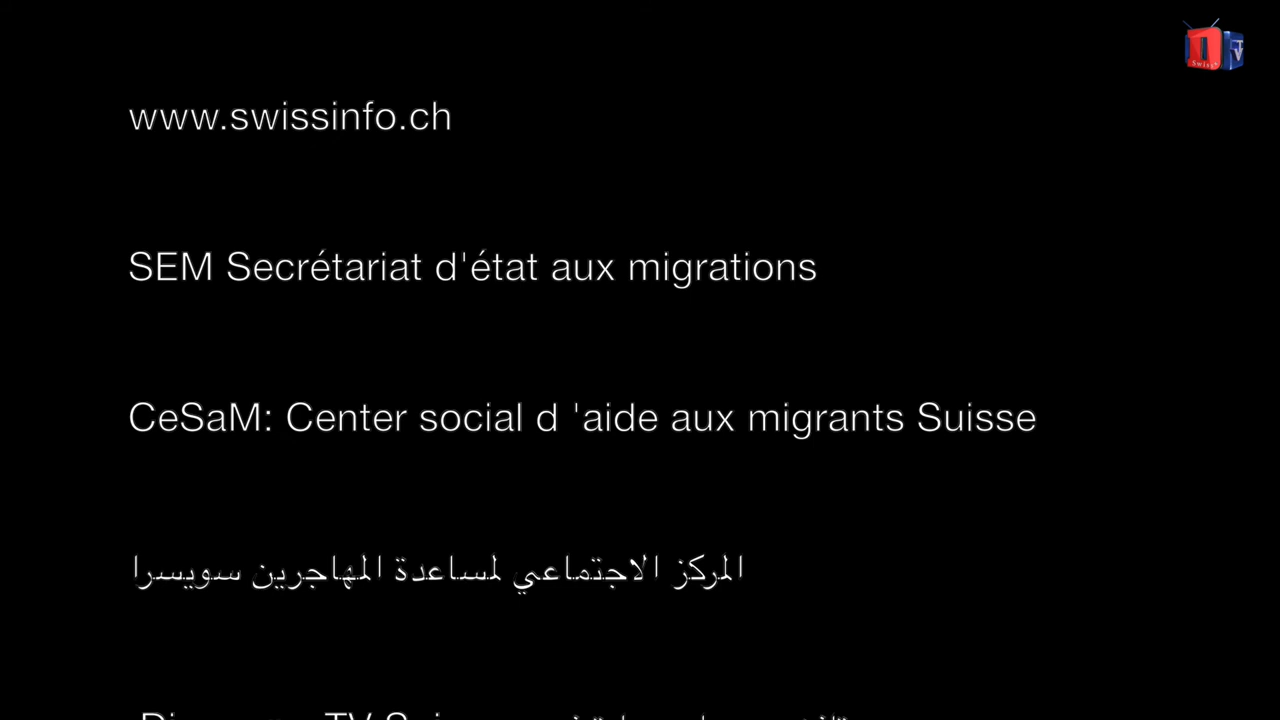 www.swissinfo.ch
SEM Secrétariat d'état aux migrations
CeSaM: Center social d 'aide aux migrants Suisse
المركز الاجتماعي لمساعدة المهاجرين سويسرا
TV